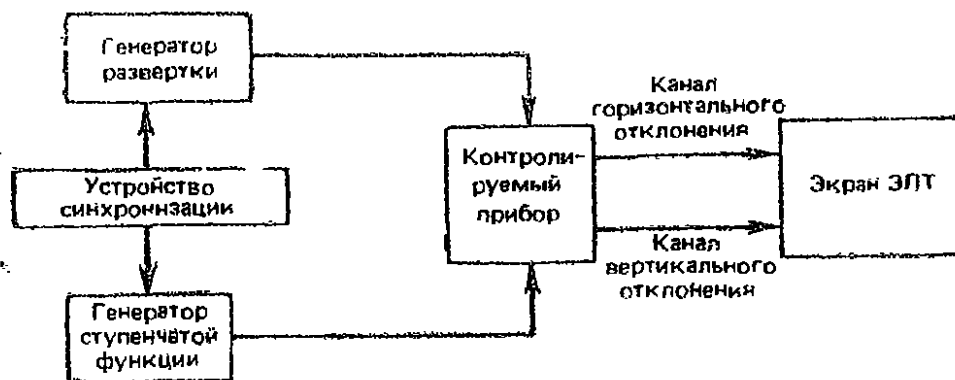 Генератор
развертки
Устройство
синхронизации
Генератор
ступенчатой
функции
Контроли-
руемый
прибор
Канал
горизонтального
отклонения
Канал
вертикального
отклонения
Экран ЭЛТ